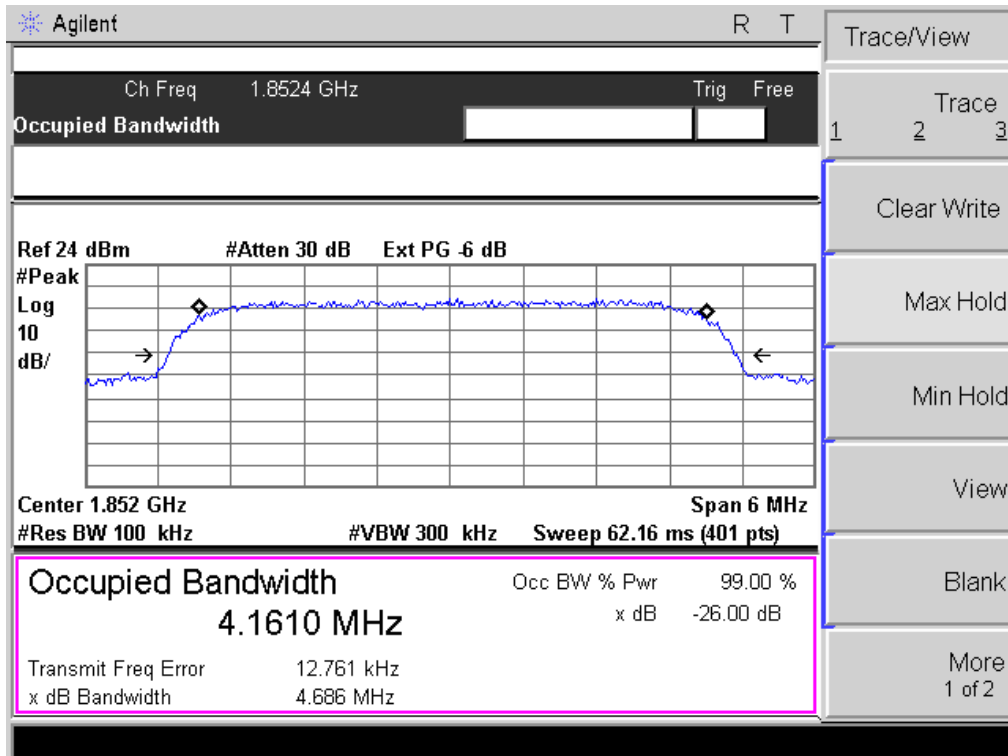 Agilent R T
Ch Freq 1.8524 GHz Trig Free
Occupied Bandwidth
Ref 24 dBm #Atten 30 dB Ext PG -6 dB
#Peak
Log
10
dB/
Center 1.852 GHz Span 6 MHz
#Res BW 100 kHz #VBW 300 kHz Sweep 62.16 ms (401 pts)
Occupied Bandwidth Occ BW % Pwr 99.00 %
4.1610 MHz x dB -26.00 dB
Transmit Freq Error 12.761 kHz
x dB Bandwidth 4.686 MHz
Trace/View
Trace
1 2 3
Clear Write
Max Hold
Min Hold
View
Blank
More
1 of 2